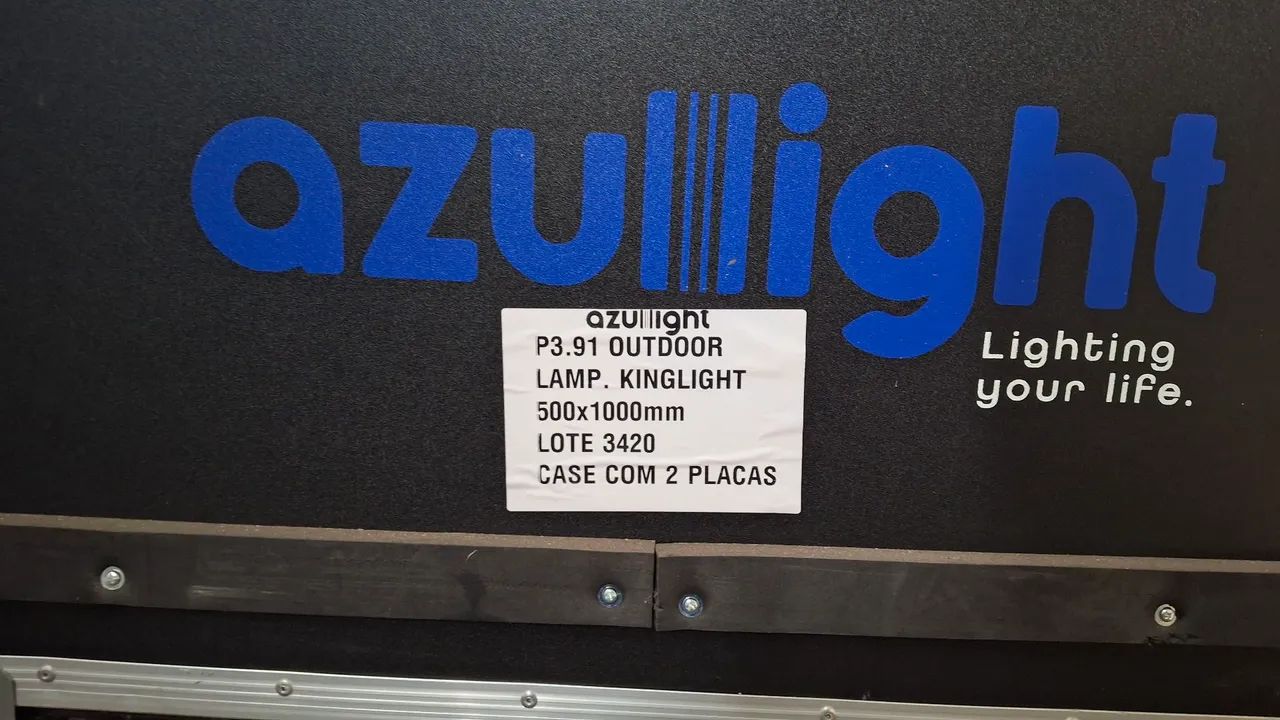 azullight
Lighting
your life.
azullight
P3.91 OUTDOOR
LAMP. KINGLIGHT
500x1000mm
LOTE 3420
CASE COM 2 PLACAS